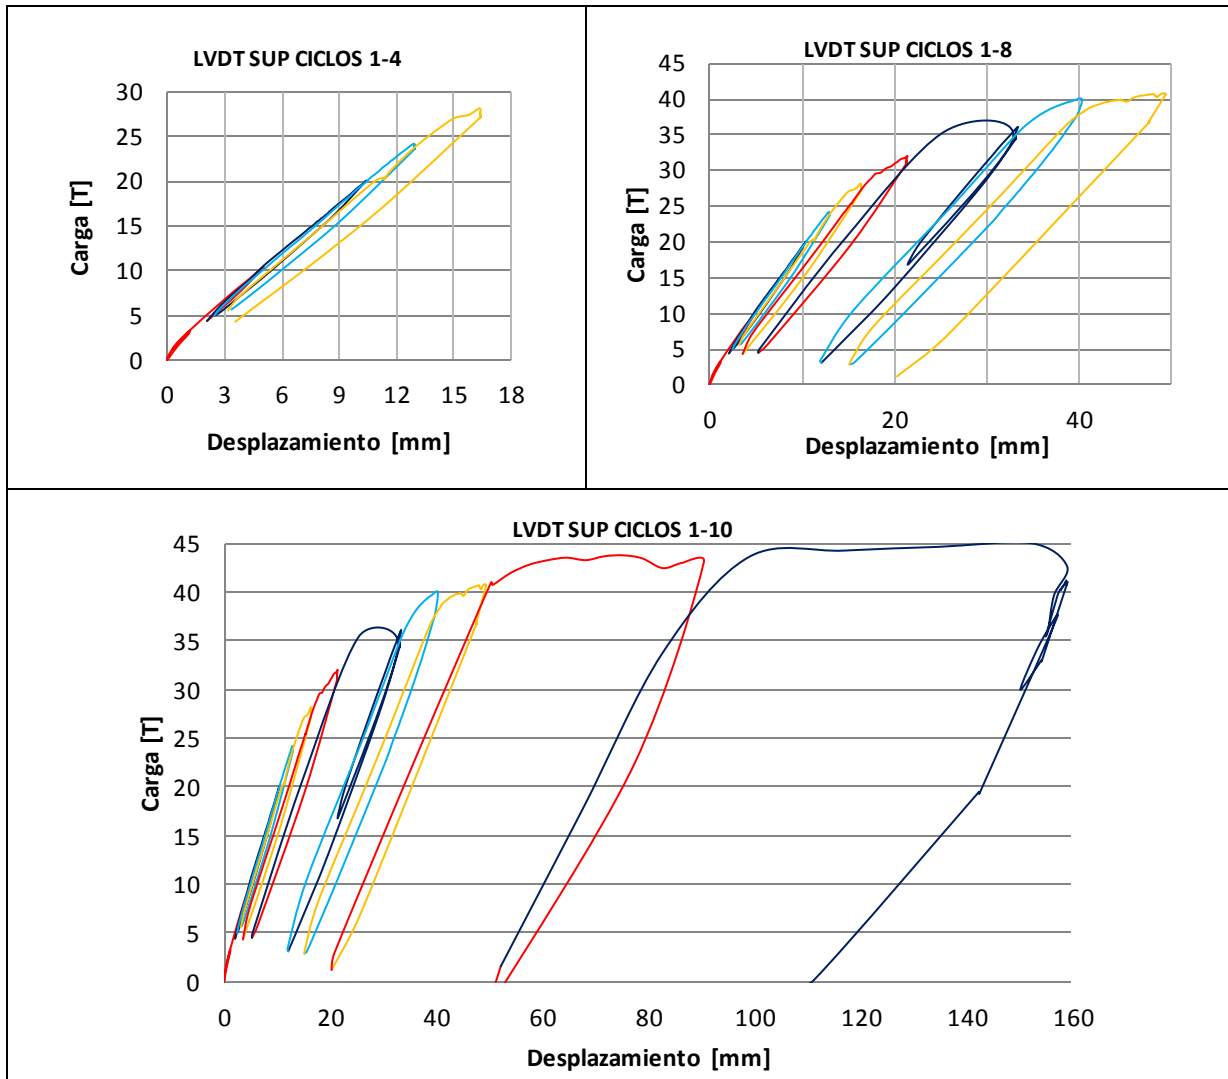 LVDT SUP CICLOS 1-4
30
25
20
15
10
5
0
Carga [T]
0 3 6 9 12 15 18
Desplazamiento [mm]
LVDT SUP CICLOS 1-8
45
40
35
30
25
20
15
10
5
0
Carga [T]
0 20 40
Desplazamiento [mm]
LVDT SUP CICLOS 1-10
45
40
35
30
25
20
15
10
5
0
Carga [T]
0 20 40 60 80 100 120 140 160
Desplazamiento [mm]